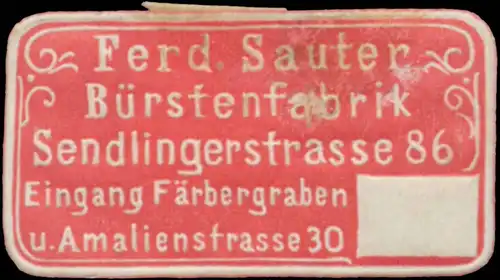 Ferd. Sauter
Bürstenfabrik
Sendlingerstrasse 86
Eingang Färbergraben
u. Amalienstrasse 30